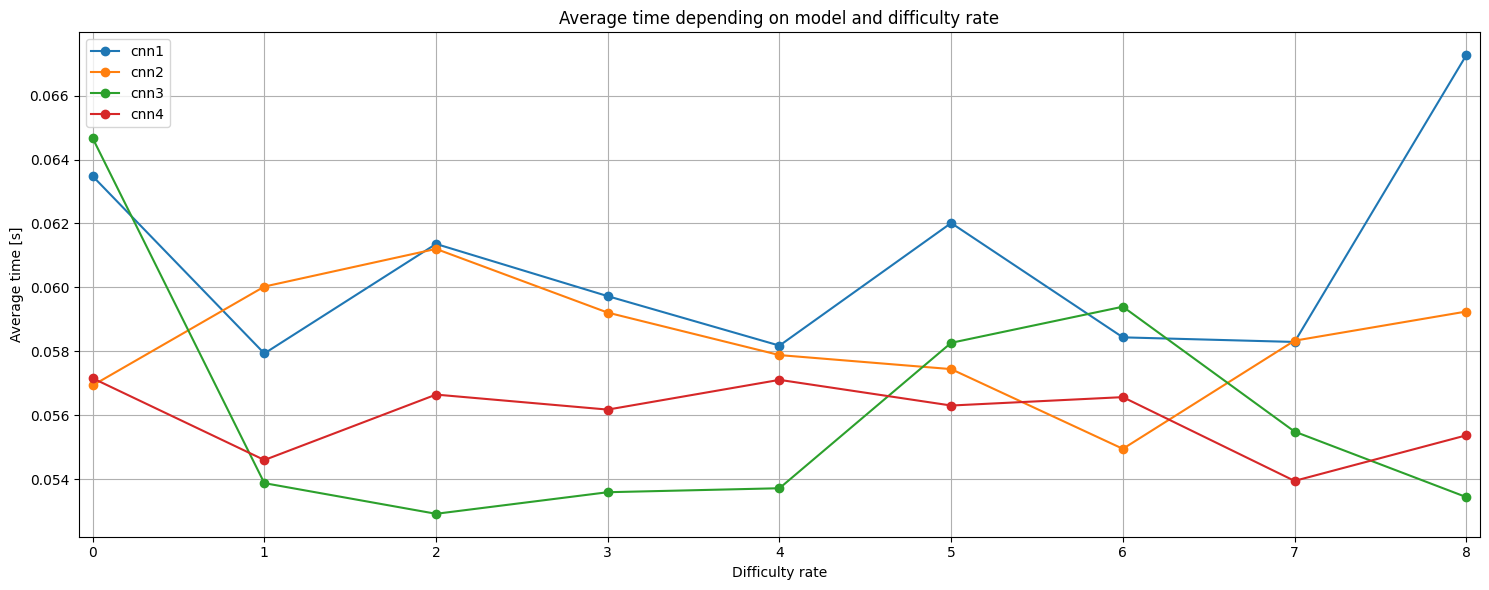 Average time depending on model and difficulty rate
cnn1
cnn2
cnn3
cnn4
Average time [s]
0.066
0.064
0.062
0.060
0.058
0.056
0.054
0 1 2 3 4 5 6 7 8
Difficulty rate